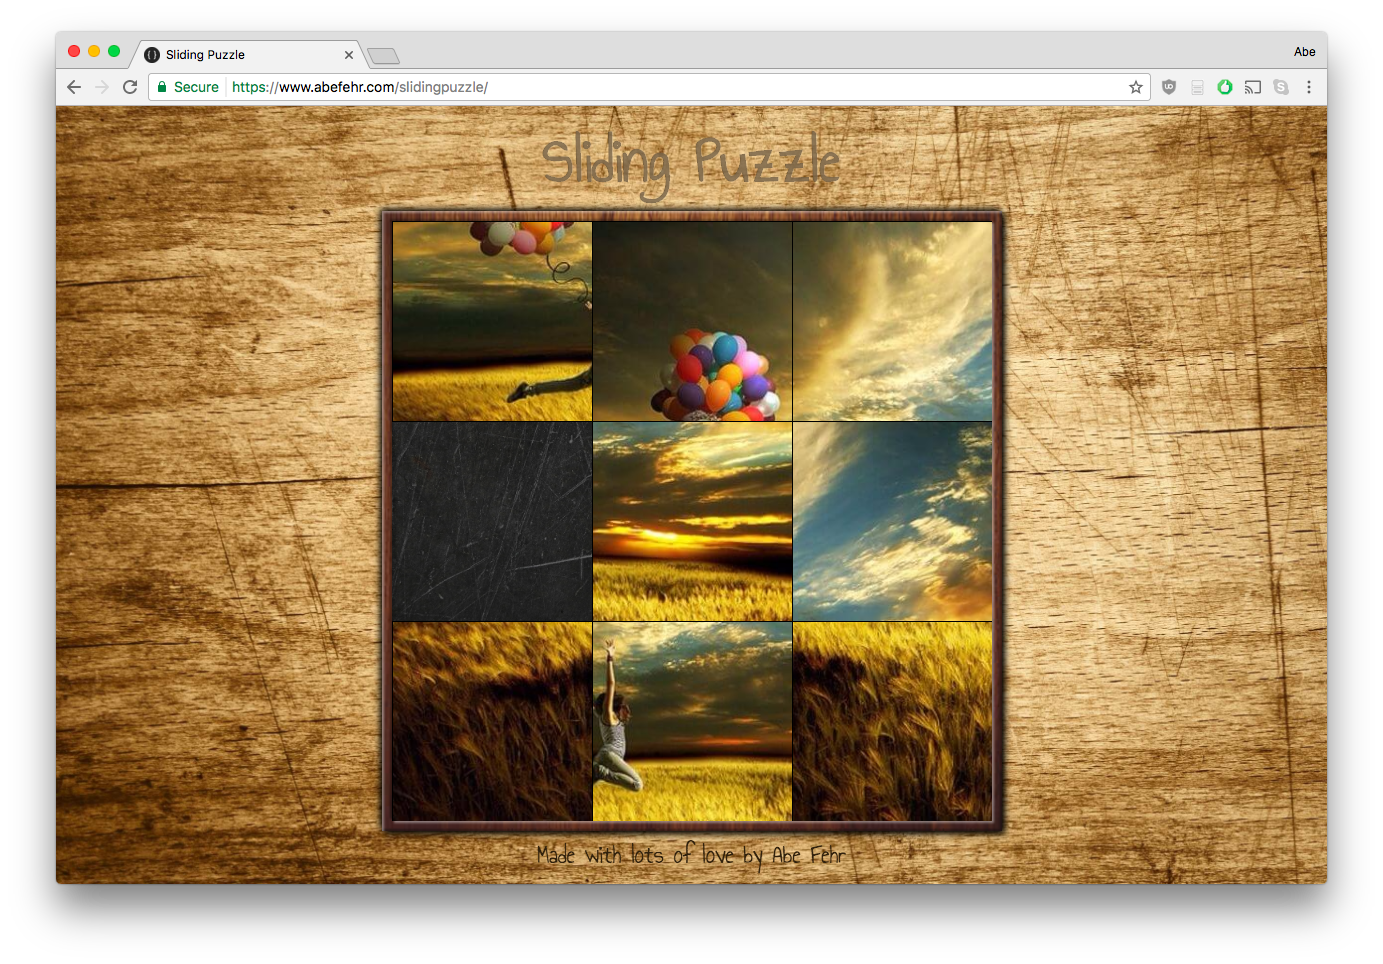 Sliding Puzzle
Abe
Secure https://www.abefehr.com/slidingpuzzle/
Sliding Puzzle
Made with lots of love by Abe Fehr